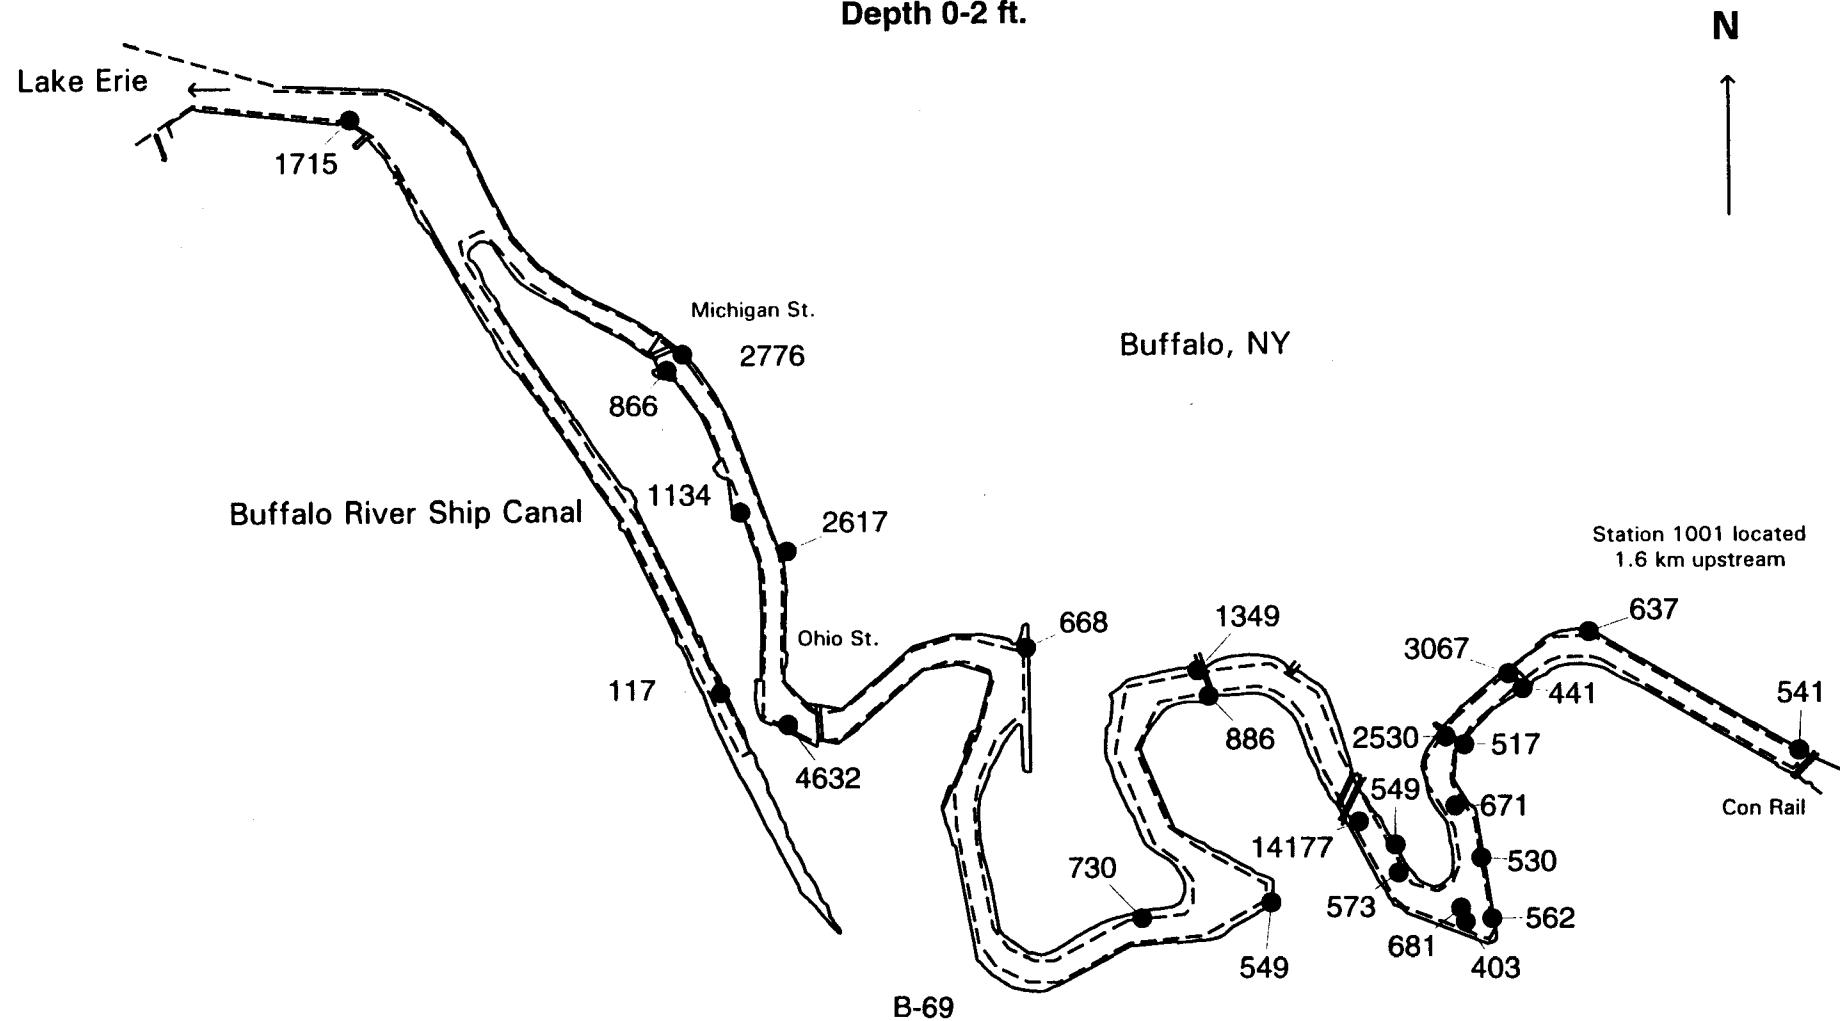 Depth 0-2 ft.
N
Lake Erie
1715
Michigan St.
2776
Buffalo, NY
866
1134
Buffalo River Ship Canal
2617
Station 1001 located
1.6 km upstream
637
1349
668
Ohio St.
3067
441
541
117
886
2530
517
4632
549
671
Con Rail
14177
530
730
573
562
681
403
549
B-69